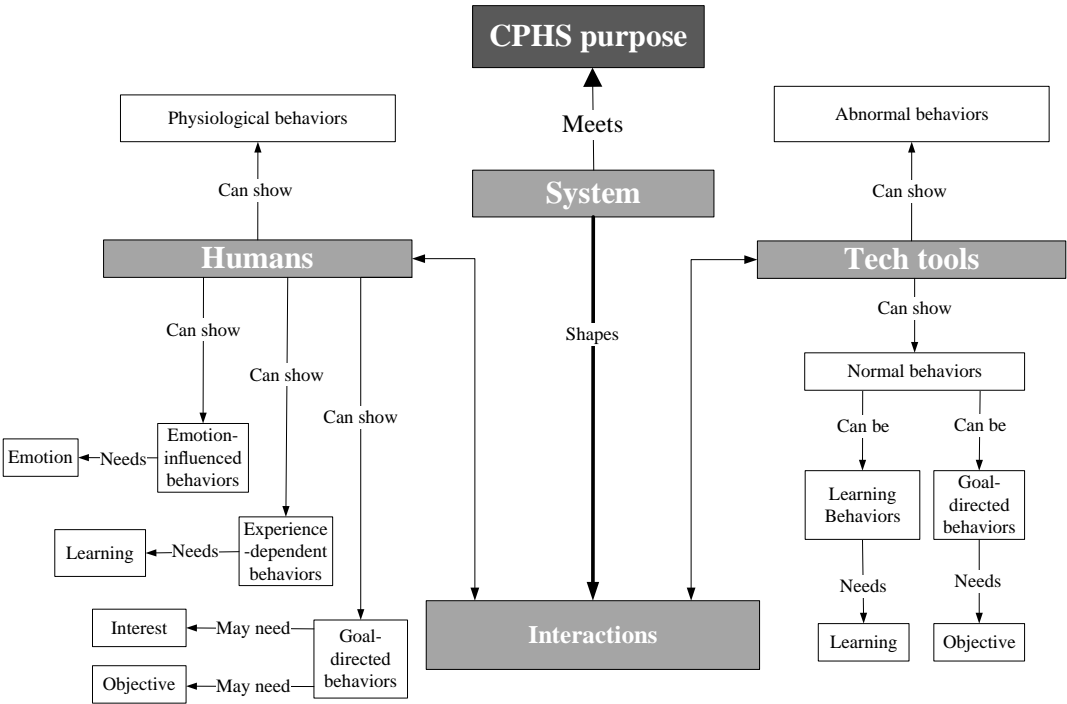 CPHS purpose
Meets
System
Shapes
Interactions
Physiological behaviors
Can show
Humans
Can show
Can show
Can show
Emotion-
influenced
behaviors
Needs
Emotion
Experience
-dependent
behaviors
Needs
Learning
Goal-
directed
behaviors
May need
Interest
May need
Objective
Abnormal behaviors
Can show
Tech tools
Can show
Normal behaviors
Can be
Can be
Learning
Behaviors
Goal-
directed
behaviors
Needs
Needs
Learning
Objective